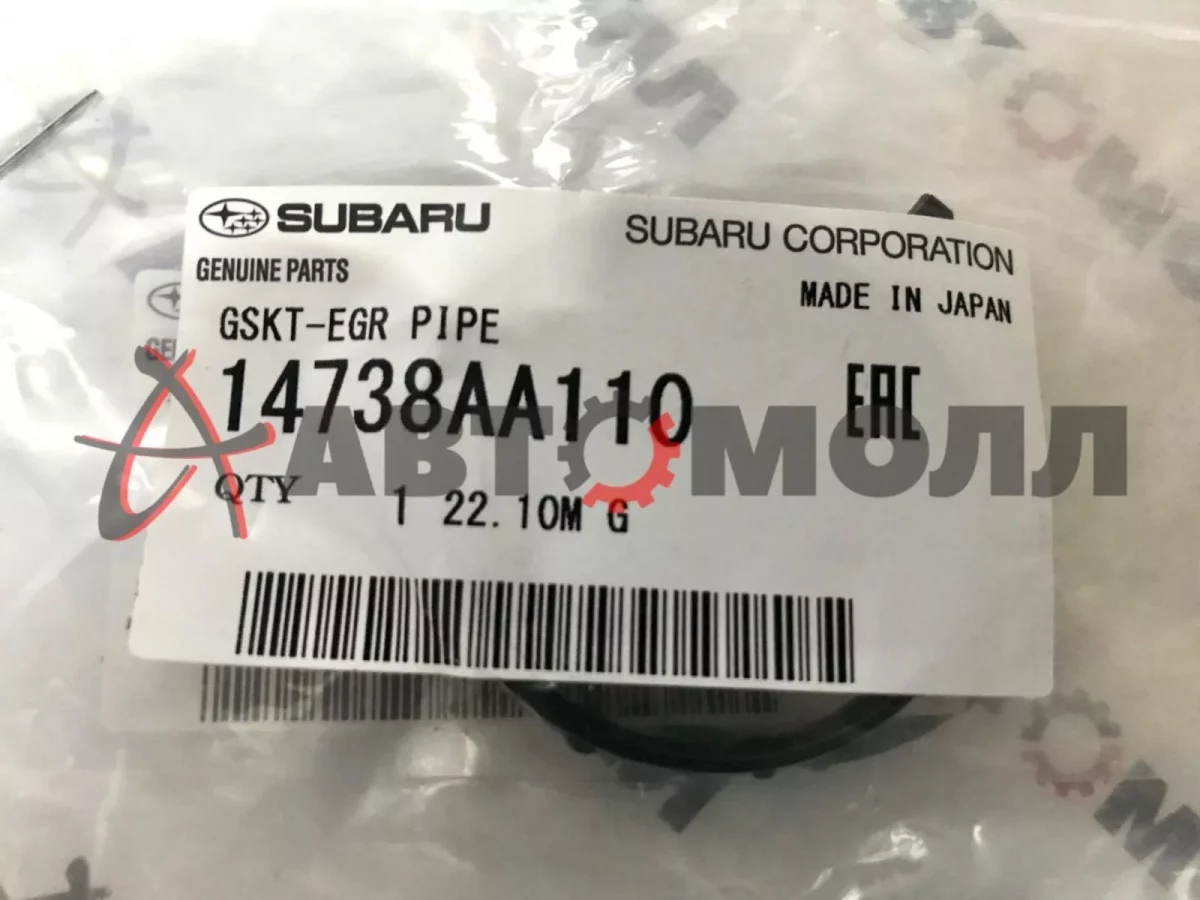 SUBARU
SUBARU CORPORATION
GENUINE PARTS
MADE IN JAPAN
GSKT-EGR PIPE
14738AA110
EAC
АВТОМОЛЛ
QTY 1 22.10M G